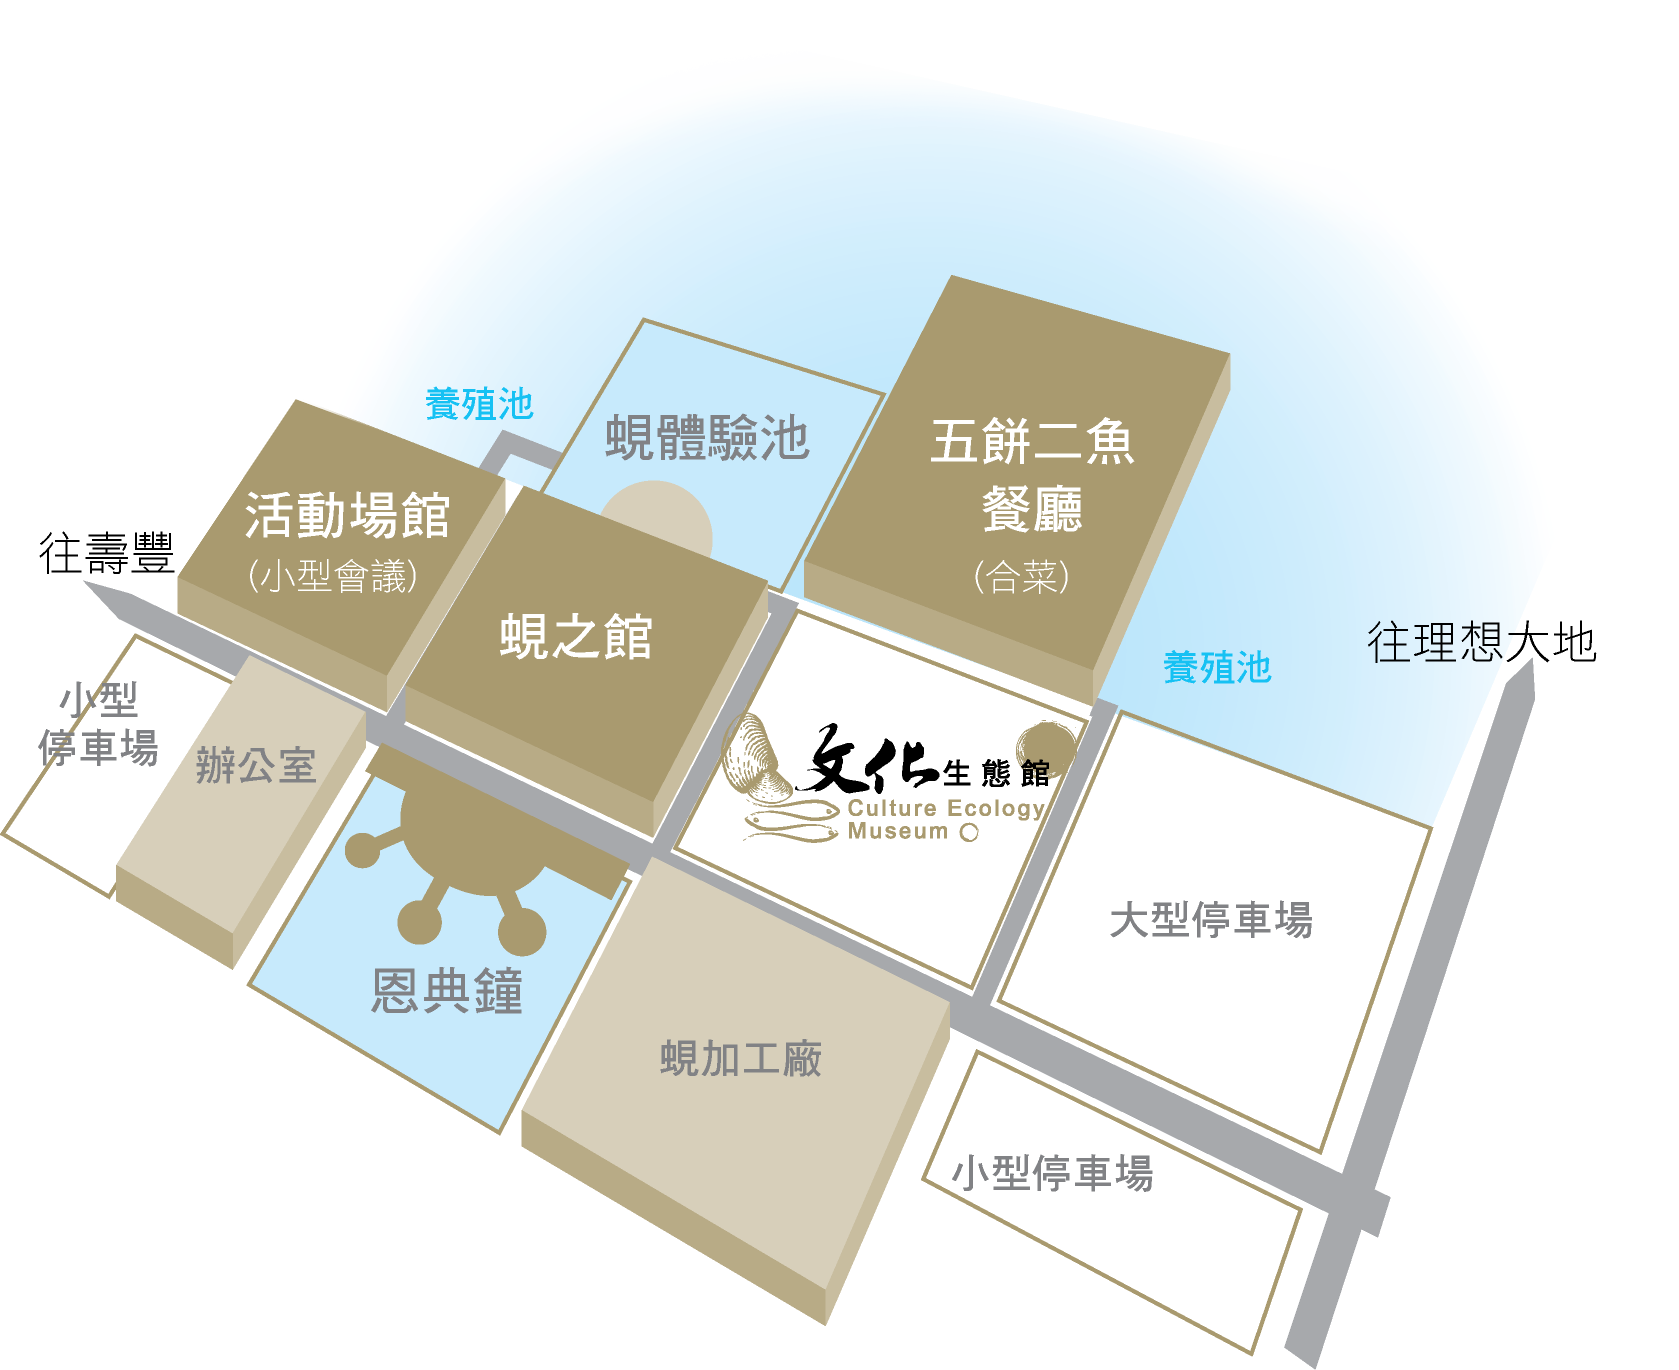 養殖池
蜆體驗池
五餅二魚
餐廳
(合菜)
活動場館
(小型會議)
往壽豐
蜆之館
往理想大地
養殖池
小型
停車場
辦公室
文化生態館
Culture Ecology
Museum
大型停車場
恩典鐘
蜆加工廠
小型停車場